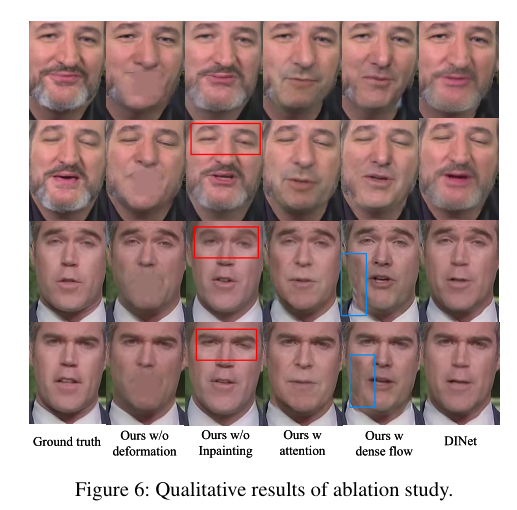 Ground truth
Ours w/o
deformation
Ours w/o
Inpainting
Ours w
attention
Ours w
dense flow
DINet
Figure 6: Qualitative results of ablation study.